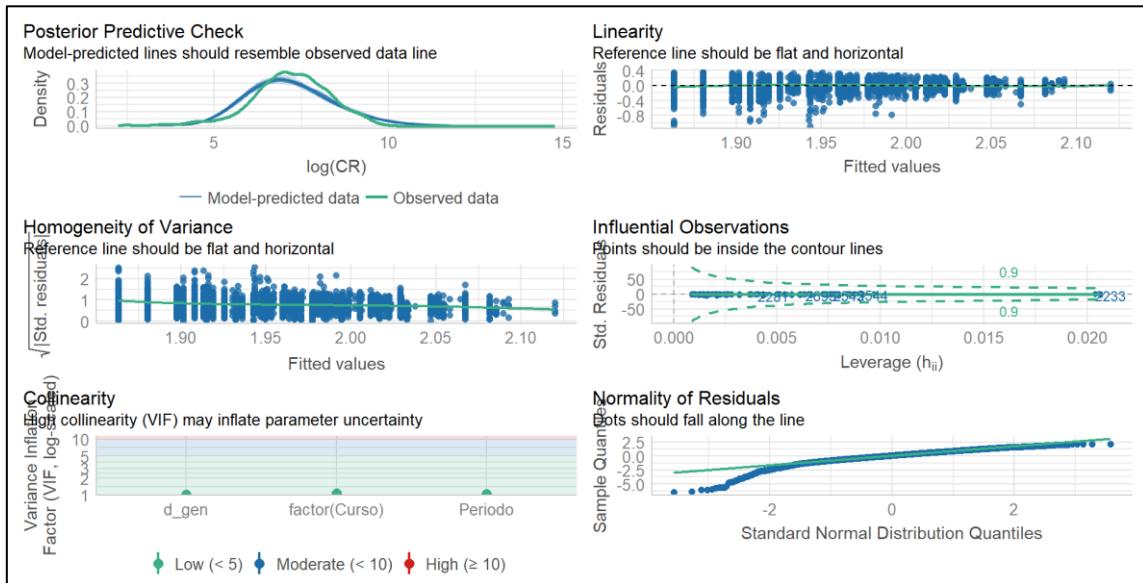 Posterior Predictive Check
Model-predicted lines should resemble observed data line
Density
0.3
0.2
0.1
0.0
5
10
15
log(CR)
Model-predicted data
Observed data
Linearity
Reference line should be flat and horizontal
Residuals
0.4
0.0
-0.4
-0.8
1.90
1.95
2.00
2.05
2.10
Fitted values
Homogeneity of Variance
Reference line should be flat and horizontal
√|Std. residuals|
2
1
0
1.90
1.95
2.00
2.05
2.10
Fitted values
Influential Observations
Points should be inside the contour lines
Std. Residuals
50
0
-50
0.9
0.9
2233
0.000
0.005
0.010
0.015
0.020
Leverage (hii)
Collinearity
High collinearity (VIF) may inflate parameter uncertainty
Variance Inflation
Factor (VIF, log-scaled)
10
5
3
2
1
d_gen
factor(Curso)
Periodo
Low (< 5)
Moderate (< 10)
High (≥ 10)
Normality of Residuals
Dots should fall along the line
Sample Quantiles
2.5
0.0
-2.5
-5.0
-2
0
2
Standard Normal Distribution Quantiles